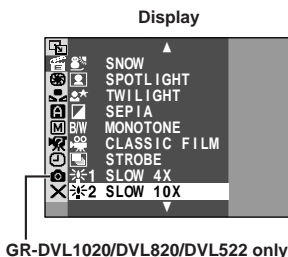 Display
SNOW
SPOTLIGHT
TWILIGHT
SEPIA
B/W MONOTONE
CLASSIC FILM
STROBE
1 SLOW 4X
2 SLOW 10X
A
M
GR-DVL1020/DVL820/DVL522 only